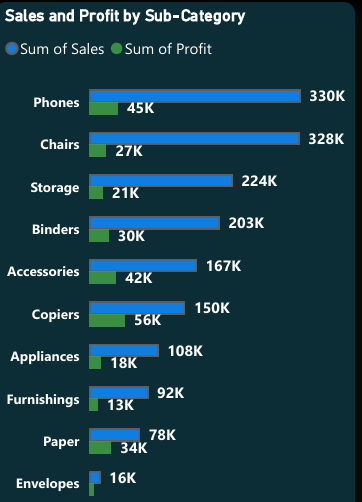 Sales and Profit by Sub-Category
Sum of Sales Sum of Profit
Phones 330K
45K
Chairs 328K
27K
Storage 224K
21K
Binders 203K
30K
Accessories 167K
42K
Copiers 150K
56K
Appliances 108K
18K
Furnishings 92K
13K
Paper 78K
34K
Envelopes 16K